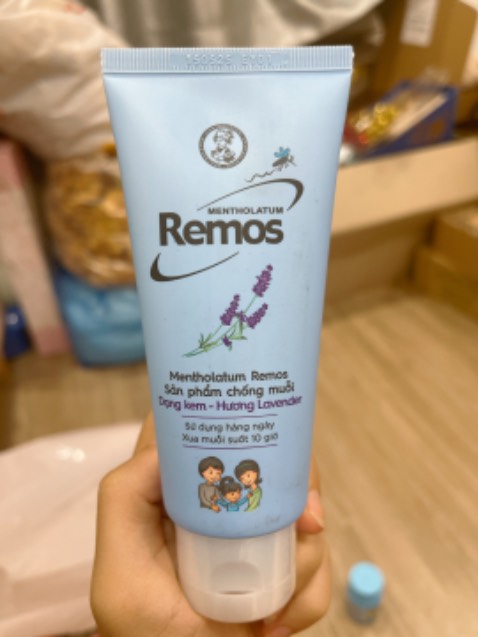 MENTHOLATUM
Remos
Mentholatum Remos
Sản phẩm chống muỗi
Dạng kem - Hương Lavender
Sử dụng hàng ngày
Xua muỗi suốt 10 giờ